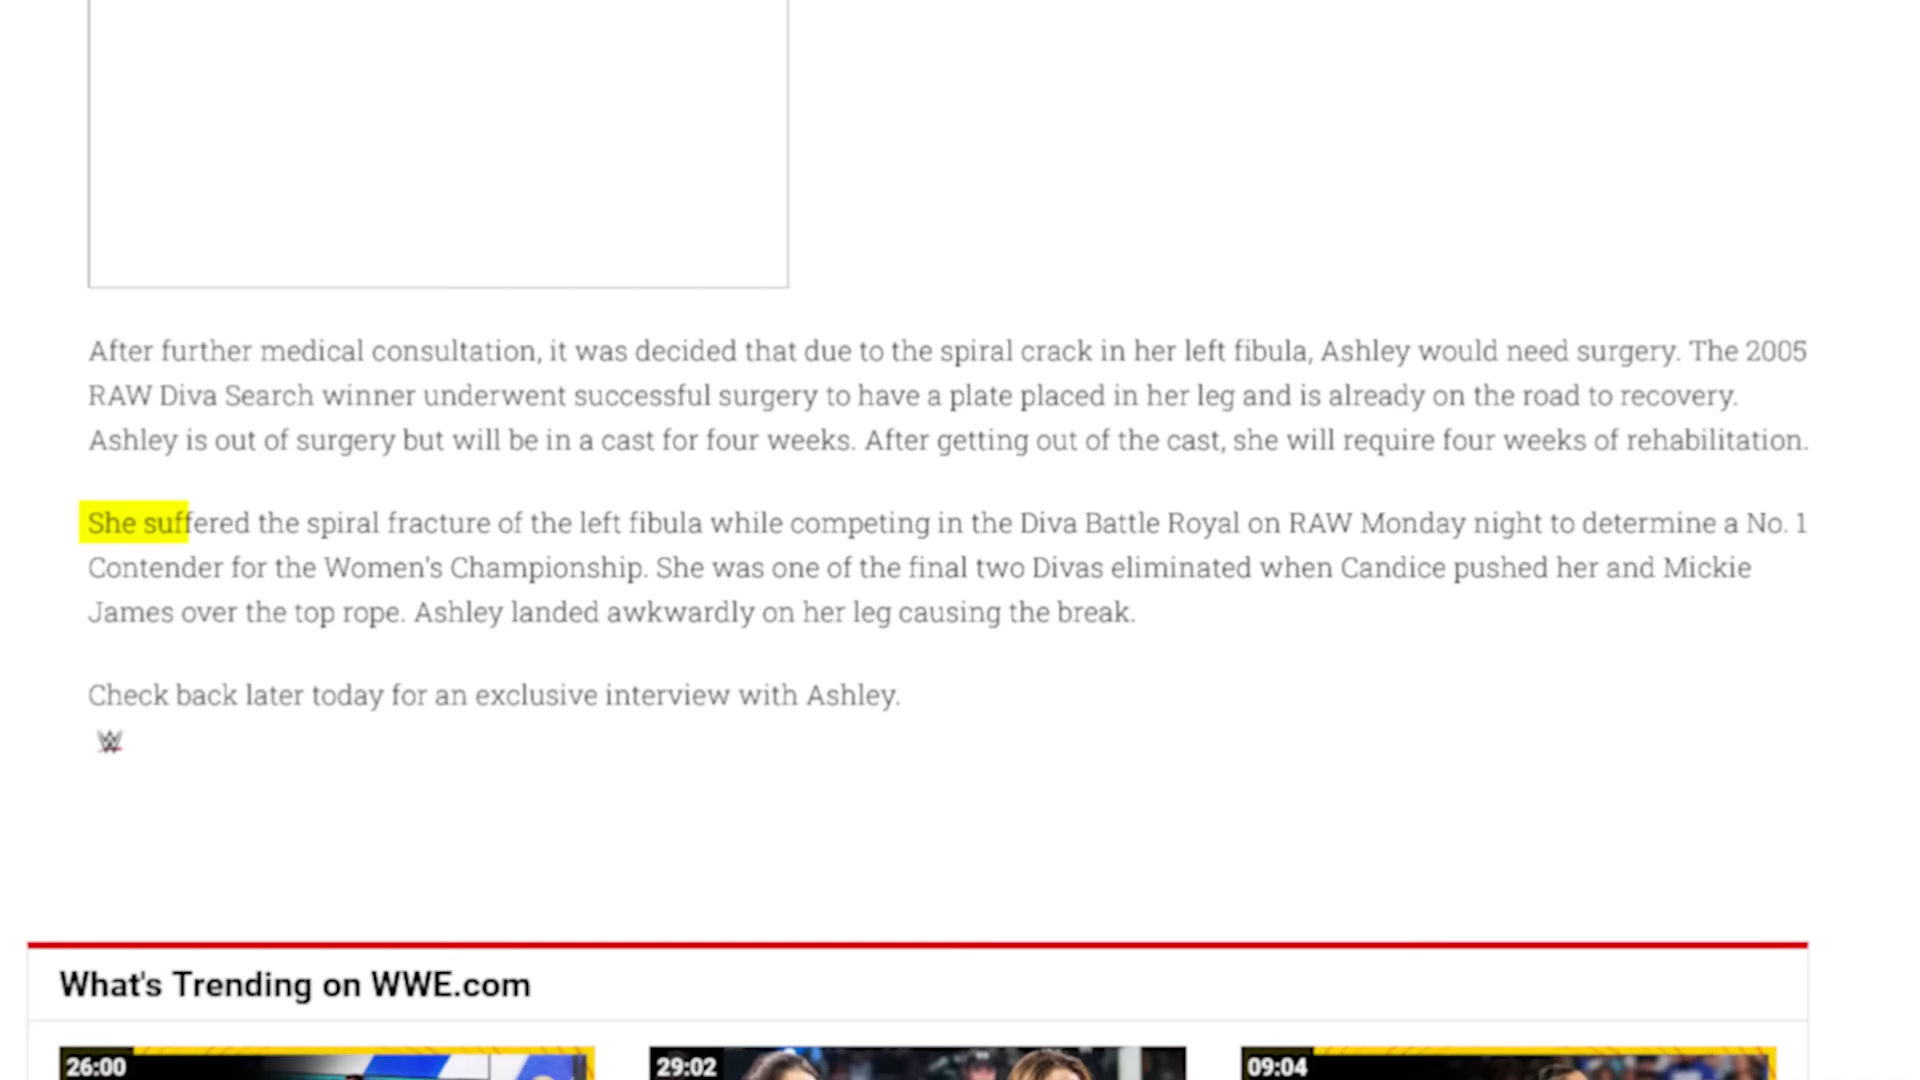 After further medical consultation, it was decided that due to the spiral crack in her left fibula, Ashley would need surgery. The 2005
RAW Diva Search winner underwent successful surgery to have a plate placed in her leg and is already on the road to recovery.
Ashley is out of surgery but will be in a cast for four weeks. After getting out of the cast, she will require four weeks of rehabilitation.
She suffered the spiral fracture of the left fibula while competing in the Diva Battle Royal on RAW Monday night to determine a No. 1
Contender for the Women's Championship. She was one of the final two Divas eliminated when Candice pushed her and Mickie
James over the top rope. Ashley landed awkwardly on her leg causing the break.
Check back later today for an exclusive interview with Ashley.
W
What's Trending on WWE.com
26:00
29:02
09:04